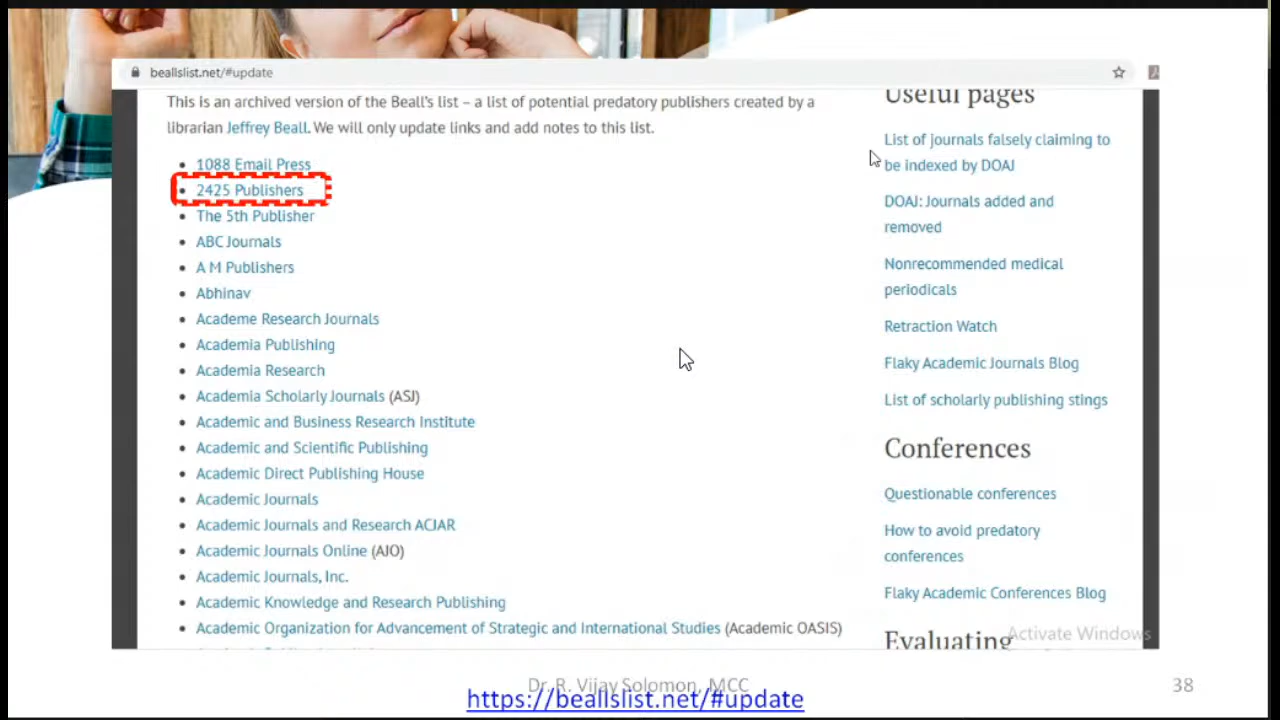 beallslist.net/#update
This is an archived version of the Beall's list – a list of potential predatory publishers created by a
librarian Jeffrey Beall. We will only update links and add notes to this list.
1088 Email Press
2425 Publishers
The 5th Publisher
ABC Journals
A M Publishers
Abhinav
Academe Research Journals
Academia Publishing
Academia Research
Academia Scholarly Journals (ASJ)
Academic and Business Research Institute
Academic and Scientific Publishing
Academic Direct Publishing House
Academic Journals
Academic Journals and Research ACJAR
Academic Journals Online (AJO)
Academic Journals, Inc.
Academic Knowledge and Research Publishing
Academic Organization for Advancement of Strategic and International Studies (Academic OASIS)
Useful pages
List of journals falsely claiming to
be indexed by DOAJ
DOAJ: Journals added and
removed
Nonrecommended medical
periodicals
Retraction Watch
Flaky Academic Journals Blog
List of scholarly publishing stings
Conferences
Questionable conferences
How to avoid predatory
conferences
Flaky Academic Conferences Blog
Evaluating
Activate Windows
Dr. R. Vijay Solomon, MCC
38
https://beallslist.net/#update